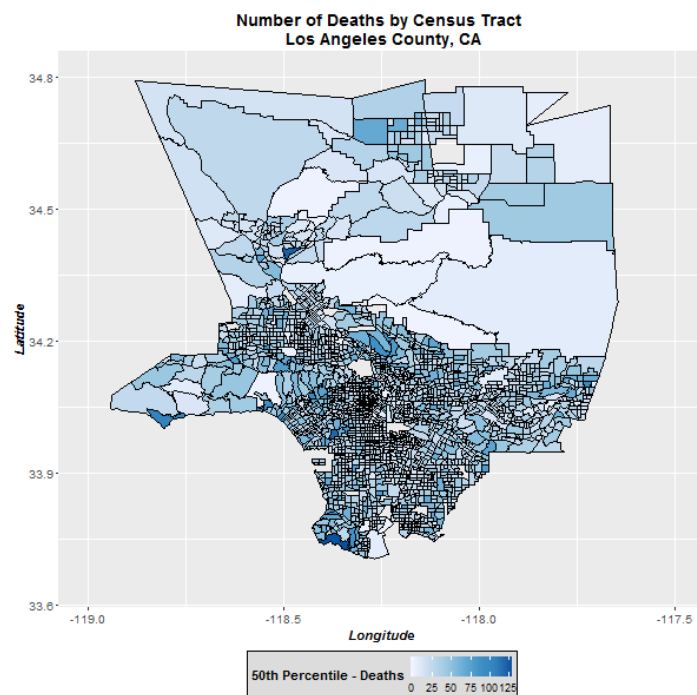 Number of Deaths by Census Tract
Los Angeles County, CA
34.8
34.5
34.2
33.9
33.6
Latitude
-119.0 -118.5 -118.0 -117.5
Longitude
50th Percentile - Deaths
0 25 50 75 100 125